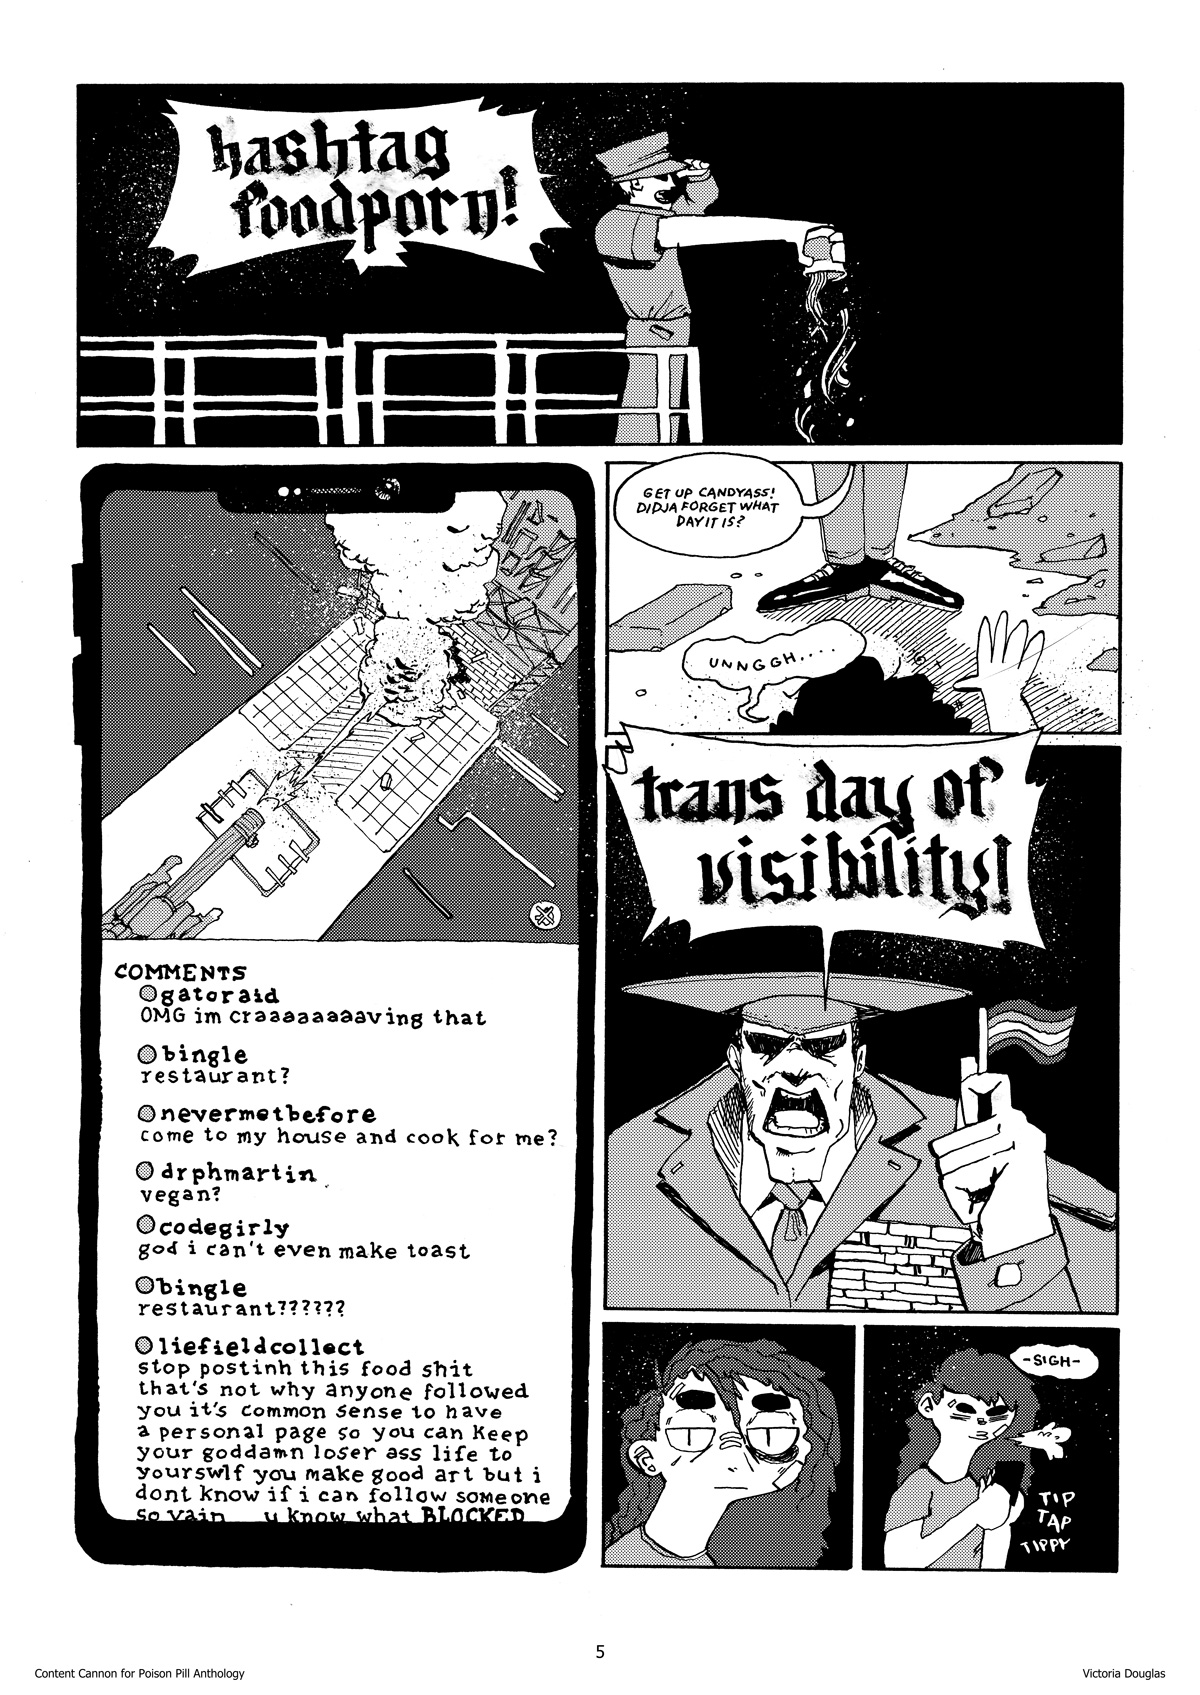 hashtag
foodporn!
COMMENTS
gatoraid
OMG im craaaaaaaaving that
bingle
restaurant?
nevermetbefore
come to my house and cook for me?
drphmartin
vegan?
codegirly
god i can't even make toast
bingle
restaurant??????
liefieldcollect
stop postinh this food shit
that's not why anyone followed
you it's common sense to have
a personal page so you can keep
your goddamn loser ass life to
yourswlf you make good art but i
dont know if i can follow someone
so vain u know what BLOCKED
GET UP CANDYASS!
DIDJA FORGET WHAT
DAY IT IS?
UNNGGH....
trans day of
visibility!
-SIGH-
TIP
TAP
TIPPY
5
Content Cannon for Poison Pill Anthology
Victoria Douglas